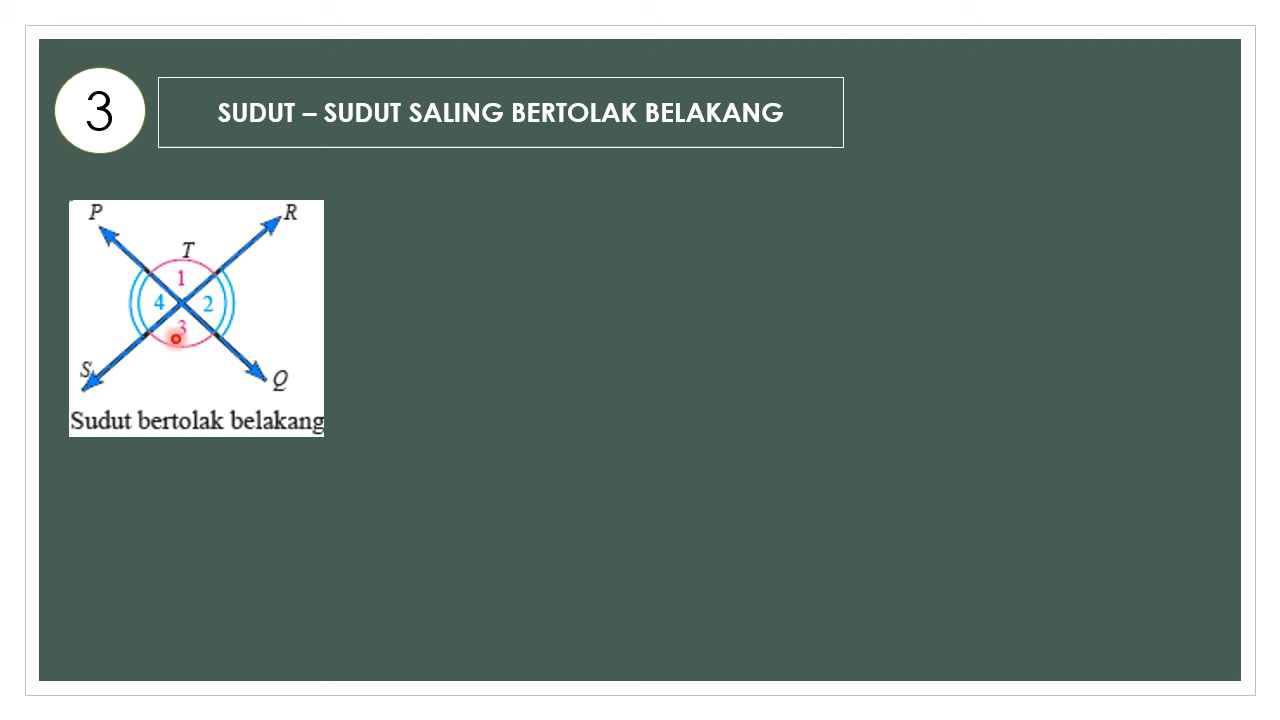 3
SUDUT – SUDUT SALING BERTOLAK BELAKANG
P
R
T
1
4
2
3
S
Q
Sudut bertolak belakang